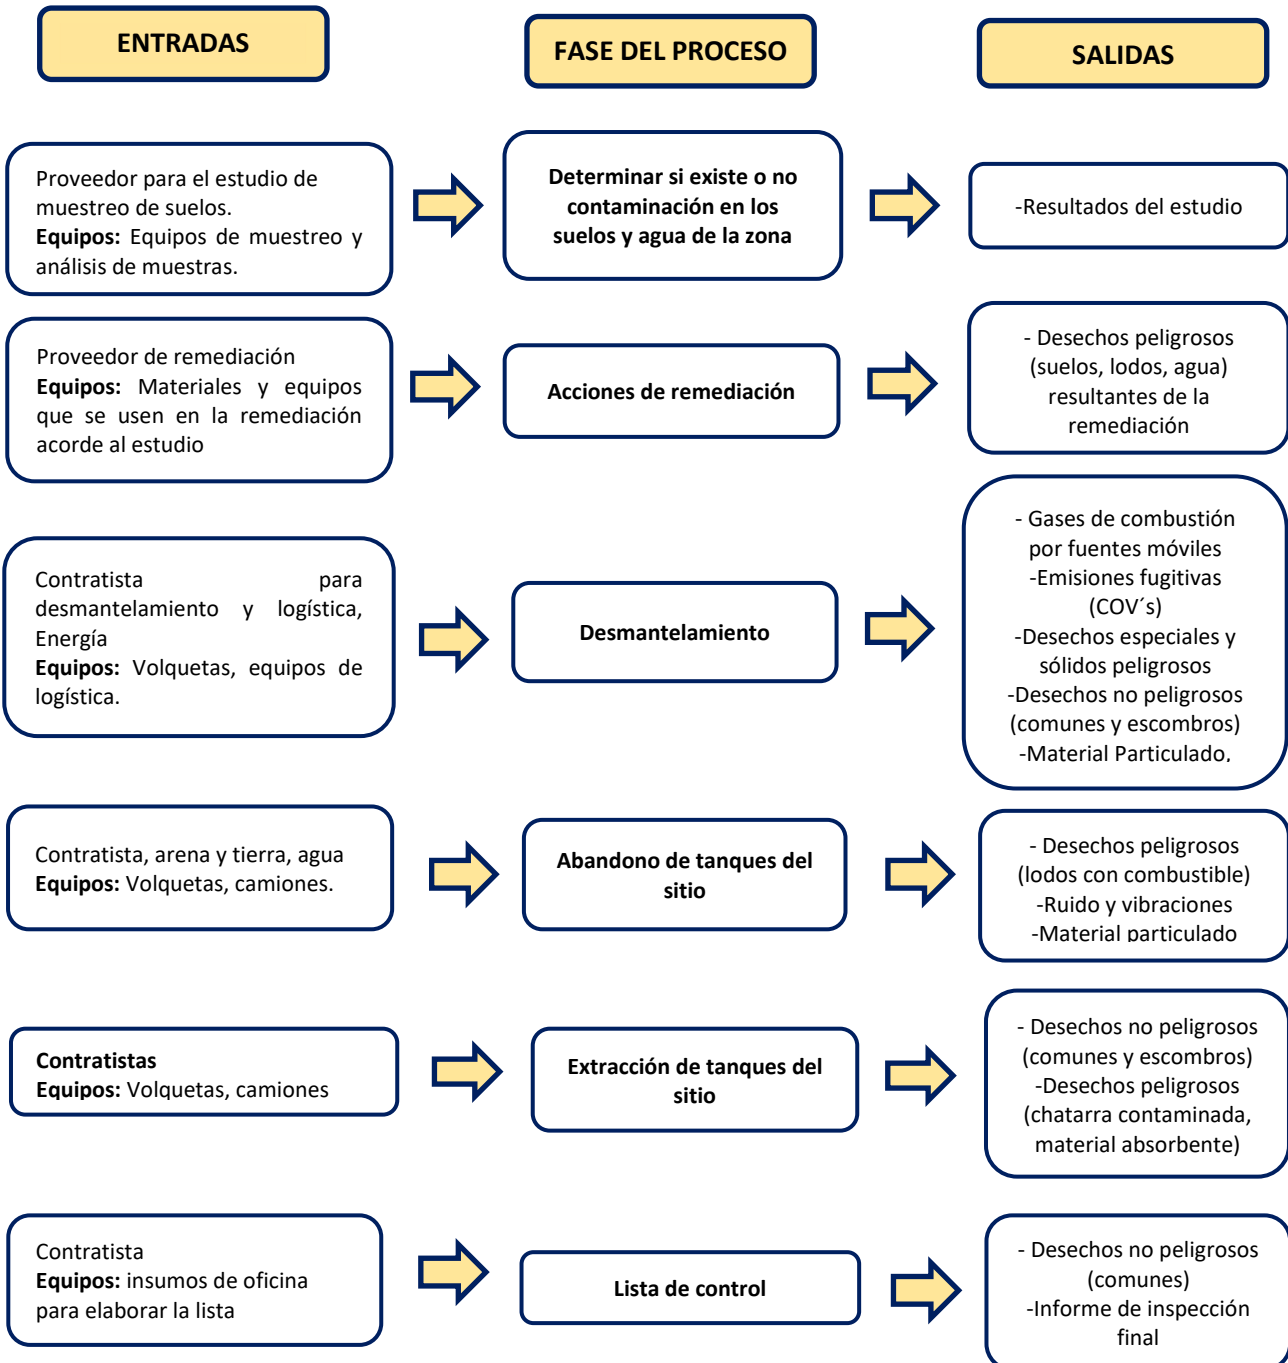 ENTRADAS
FASE DEL PROCESO
SALIDAS
Proveedor para el estudio de
muestreo de suelos.
Equipos: Equipos de muestreo y
análisis de muestras.
Determinar si existe o no
contaminación en los
suelos y agua de la zona
-Resultados del estudio
Proveedor de remediación
Equipos: Materiales y equipos
que se usen en la remediación
acorde al estudio
Acciones de remediación
- Desechos peligrosos
(suelos, lodos, agua)
resultantes de la
remediación
Contratista para
desmantelamiento y logística,
Energía
Equipos: Volquetas, equipos de
logística.
Desmantelamiento
- Gases de combustión
por fuentes móviles
-Emisiones fugitivas
(COV´s)
-Desechos especiales y
sólidos peligrosos
-Desechos no peligrosos
(comunes y escombros)
-Material Particulado.
Contratista, arena y tierra, agua
Equipos: Volquetas, camiones.
Abandono de tanques del
sitio
- Desechos peligrosos
(lodos con combustible)
-Ruido y vibraciones
-Material particulado
Contratistas
Equipos: Volquetas, camiones
Extracción de tanques del
sitio
- Desechos no peligrosos
(comunes y escombros)
-Desechos peligrosos
(chatarra contaminada,
material absorbente)
Contratista
Equipos: insumos de oficina
para elaborar la lista
Lista de control
- Desechos no peligrosos
(comunes)
-Informe de inspección
final